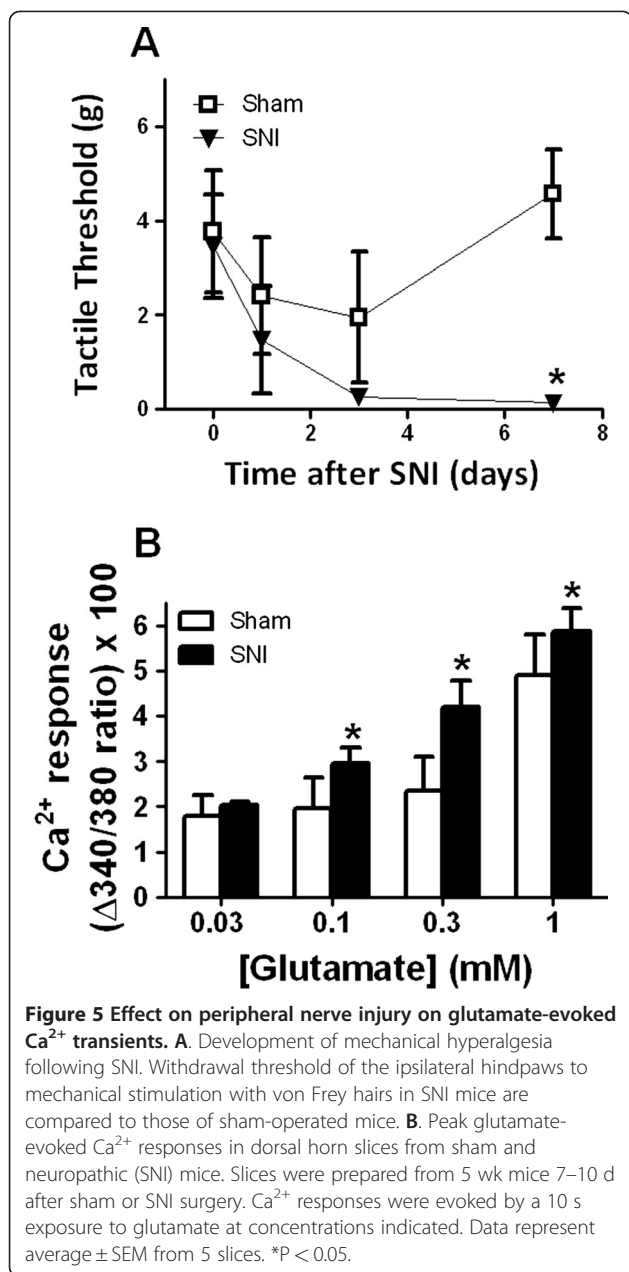 A
Tactile Threshold (g)
6
4
2
0
Sham
SNI
*
0 2 4 6 8
Time after SNI (days)
B
Ca²⁺ response
(Δ340/380 ratio) x 100
6
5
4
3
2
1
0
Sham
SNI
* * *
0.03 0.1 0.3 1
[Glutamate] (mM)
Figure 5 Effect on peripheral nerve injury on glutamate-evoked
Ca²⁺ transients. A. Development of mechanical hyperalgesia
following SNI. Withdrawal threshold of the ipsilateral hindpaws to
mechanical stimulation with von Frey hairs in SNI mice are
compared to those of sham-operated mice. B. Peak glutamate-
evoked Ca²⁺ responses in dorsal horn slices from sham and
neuropathic (SNI) mice. Slices were prepared from 5 wk mice 7–10 d
after sham or SNI surgery. Ca²⁺ responses were evoked by a 10 s
exposure to glutamate at concentrations indicated. Data represent
average ± SEM from 5 slices. *P < 0.05.